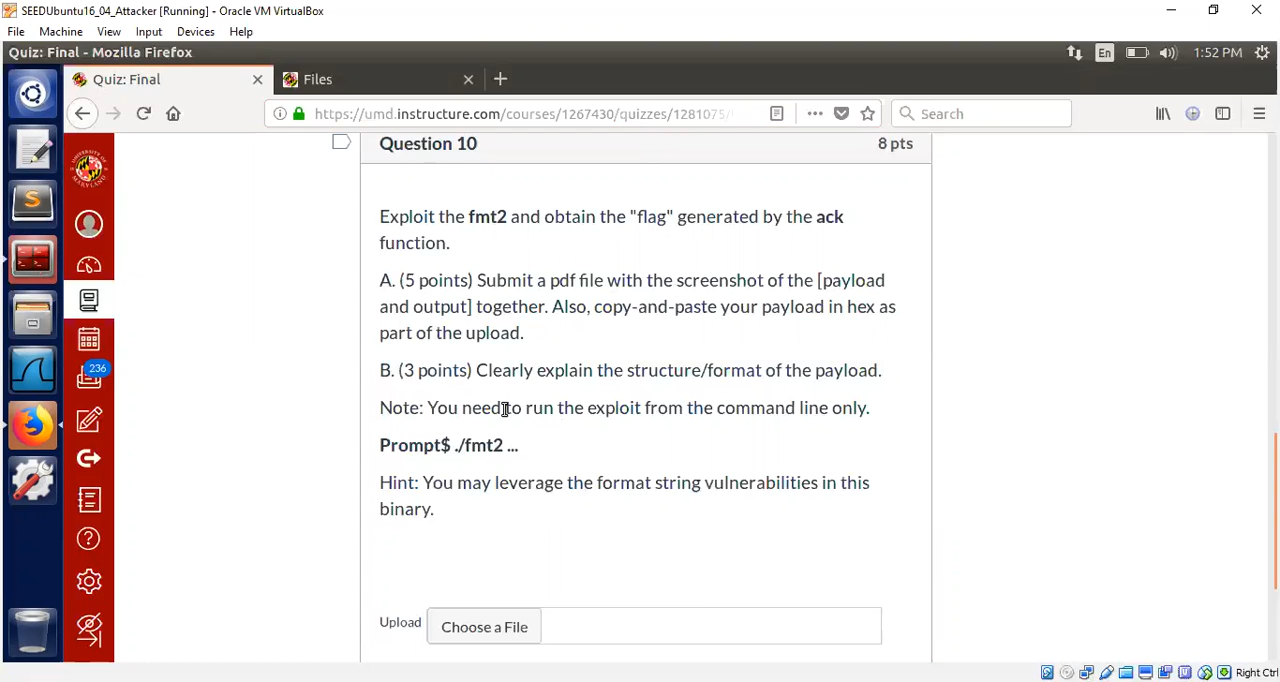 SEEDUbuntu16_04_Attacker [Running] - Oracle VM VirtualBox
File Machine View Input Devices Help
Quiz: Final - Mozilla Firefox
En
1:52 PM
Quiz: Final
Files
https://umd.instructure.com/courses/1267430/quizzes/1281075/
Search
Question 10
8 pts
Exploit the fmt2 and obtain the "flag" generated by the ack
function.
A. (5 points) Submit a pdf file with the screenshot of the [payload
and output] together. Also, copy-and-paste your payload in hex as
part of the upload.
B. (3 points) Clearly explain the structure/format of the payload.
Note: You need to run the exploit from the command line only.
Prompt$ ./fmt2 ...
Hint: You may leverage the format string vulnerabilities in this
binary.
236
Upload
Choose a File
Right Ctrl